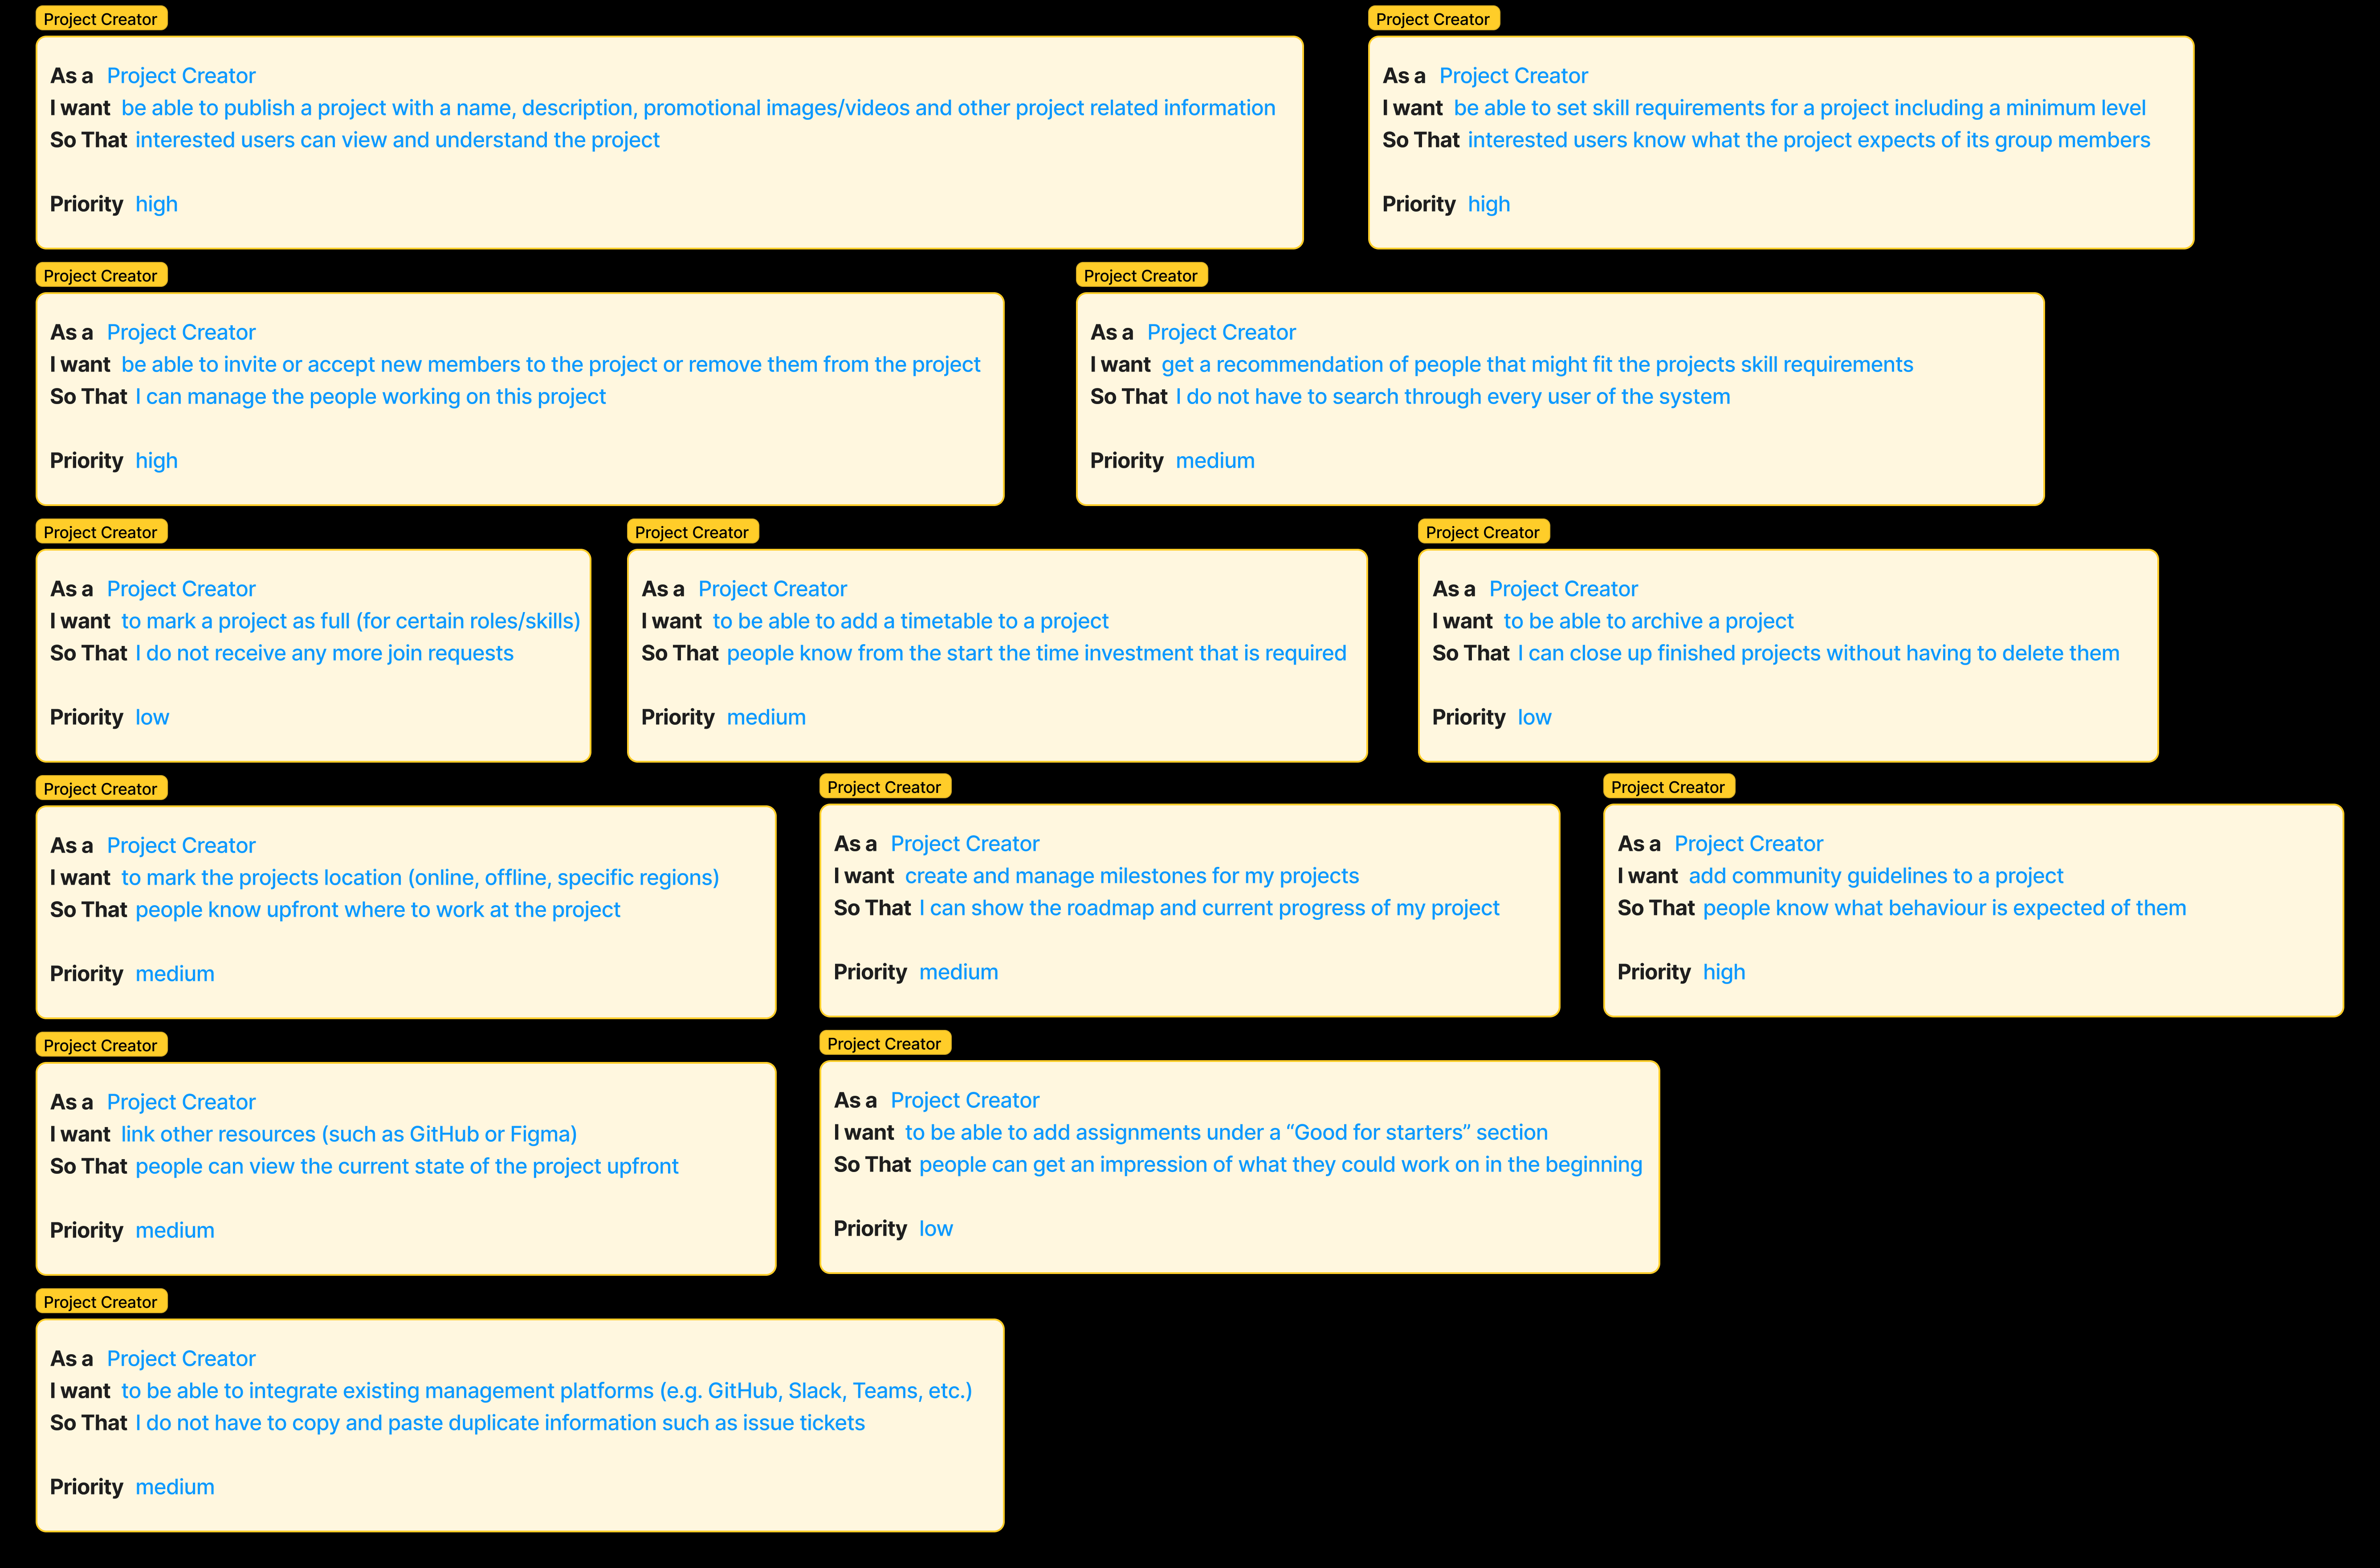 Project Creator
As a Project Creator
I want be able to publish a project with a name, description, promotional images/videos and other project related information
So That interested users can view and understand the project
Priority high
Project Creator
As a Project Creator
I want be able to set skill requirements for a project including a minimum level
So That interested users know what the project expects of its group members
Priority high
Project Creator
As a Project Creator
I want be able to invite or accept new members to the project or remove them from the project
So That I can manage the people working on this project
Priority high
Project Creator
As a Project Creator
I want get a recommendation of people that might fit the projects skill requirements
So That I do not have to search through every user of the system
Priority medium
Project Creator
As a Project Creator
I want to mark a project as full (for certain roles/skills)
So That I do not receive any more join requests
Priority low
Project Creator
As a Project Creator
I want to be able to add a timetable to a project
So That people know from the start the time investment that is required
Priority medium
Project Creator
As a Project Creator
I want to be able to archive a project
So That I can close up finished projects without having to delete them
Priority low
Project Creator
As a Project Creator
I want to mark the projects location (online, offline, specific regions)
So That people know upfront where to work at the project
Priority medium
Project Creator
As a Project Creator
I want create and manage milestones for my projects
So That I can show the roadmap and current progress of my project
Priority medium
Project Creator
As a Project Creator
I want add community guidelines to a project
So That people know what behaviour is expected of them
Priority high
Project Creator
As a Project Creator
I want link other resources (such as GitHub or Figma)
So That people can view the current state of the project upfront
Priority medium
Project Creator
As a Project Creator
I want to be able to add assignments under a “Good for starters” section
So That people can get an impression of what they could work on in the beginning
Priority low
Project Creator
As a Project Creator
I want to be able to integrate existing management platforms (e.g. GitHub, Slack, Teams, etc.)
So That I do not have to copy and paste duplicate information such as issue tickets
Priority medium